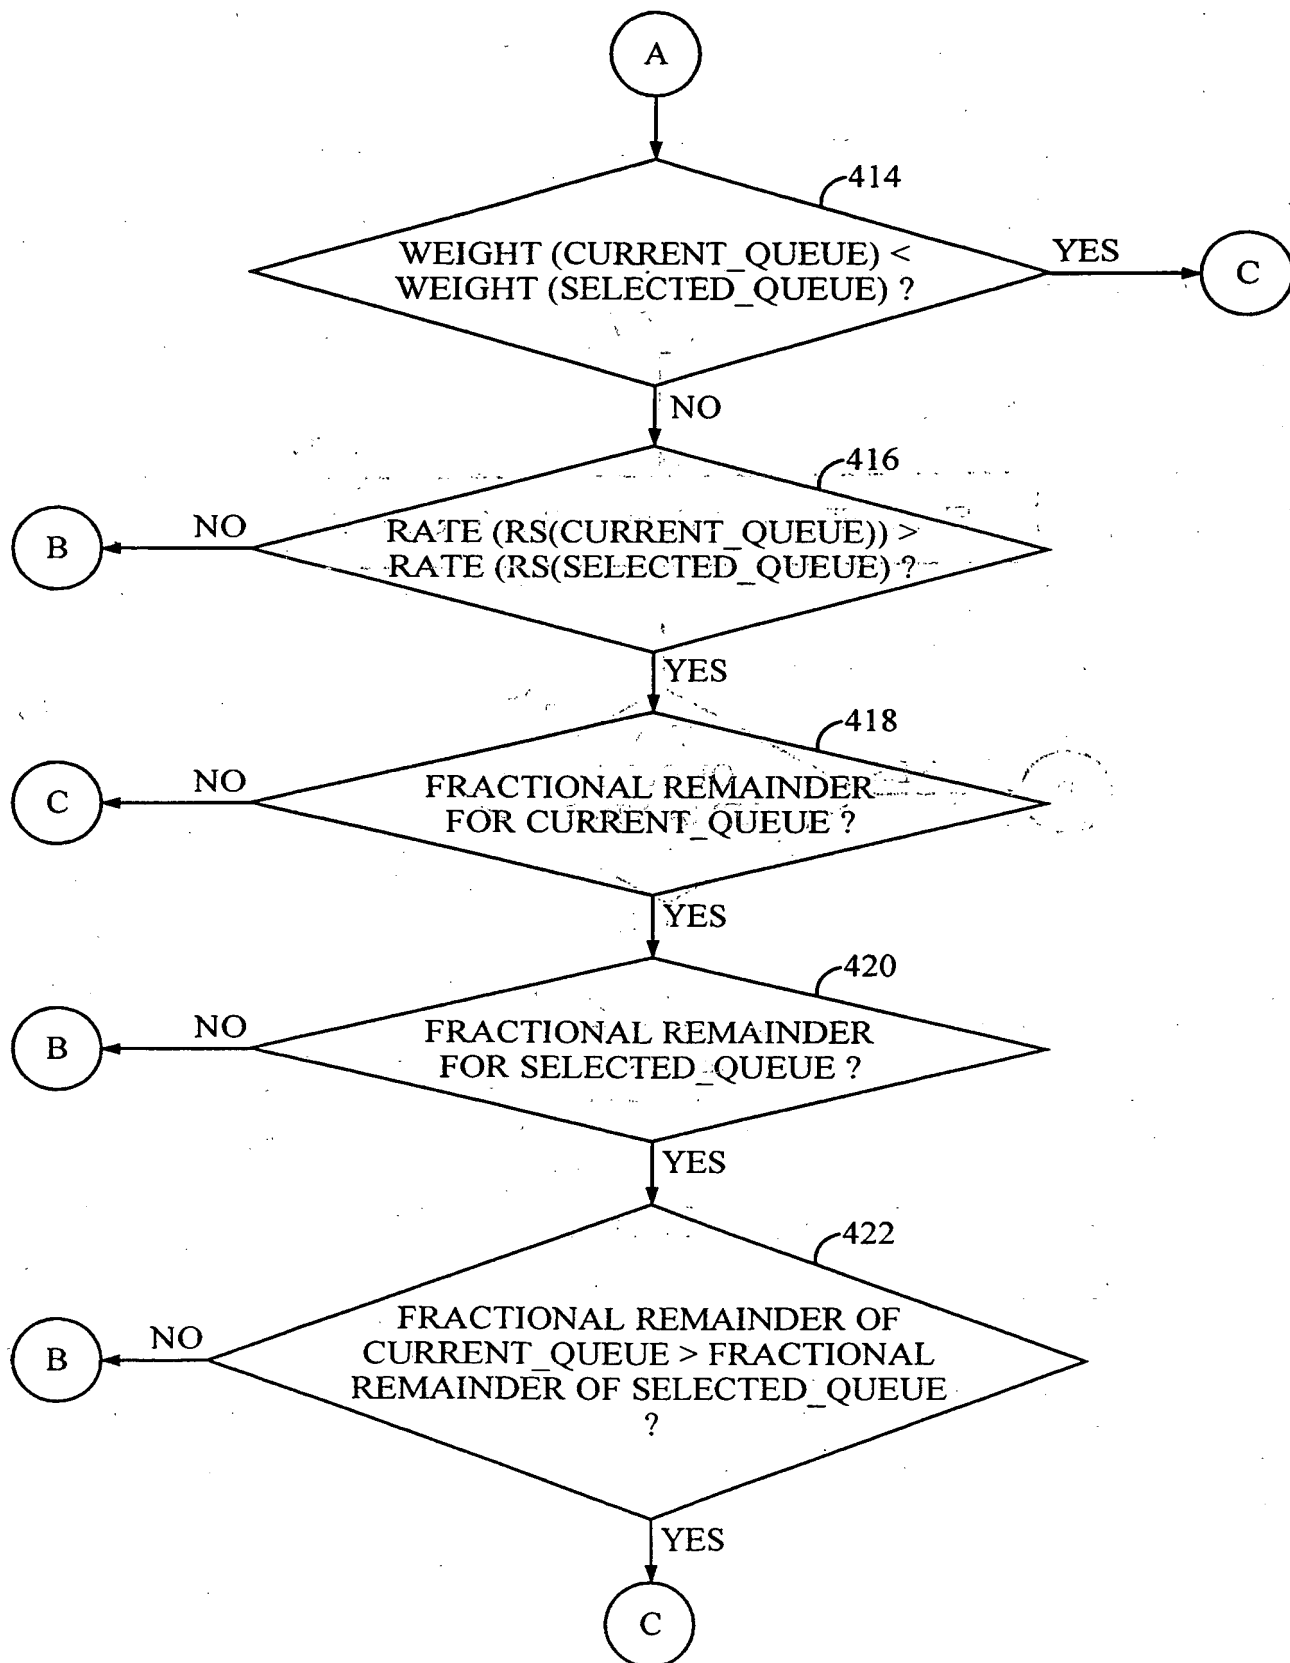 A
414
WEIGHT (CURRENT_QUEUE) <
WEIGHT (SELECTED_QUEUE) ?
YES
C
NO
416
NO
B
RATE (RS(CURRENT_QUEUE)) >
RATE (RS(SELECTED_QUEUE) ?
YES
418
NO
C
FRACTIONAL REMAINDER
FOR CURRENT_QUEUE ?
YES
420
NO
B
FRACTIONAL REMAINDER
FOR SELECTED_QUEUE ?
YES
422
NO
B
FRACTIONAL REMAINDER OF
CURRENT_QUEUE > FRACTIONAL
REMAINDER OF SELECTED_QUEUE
?
YES
C